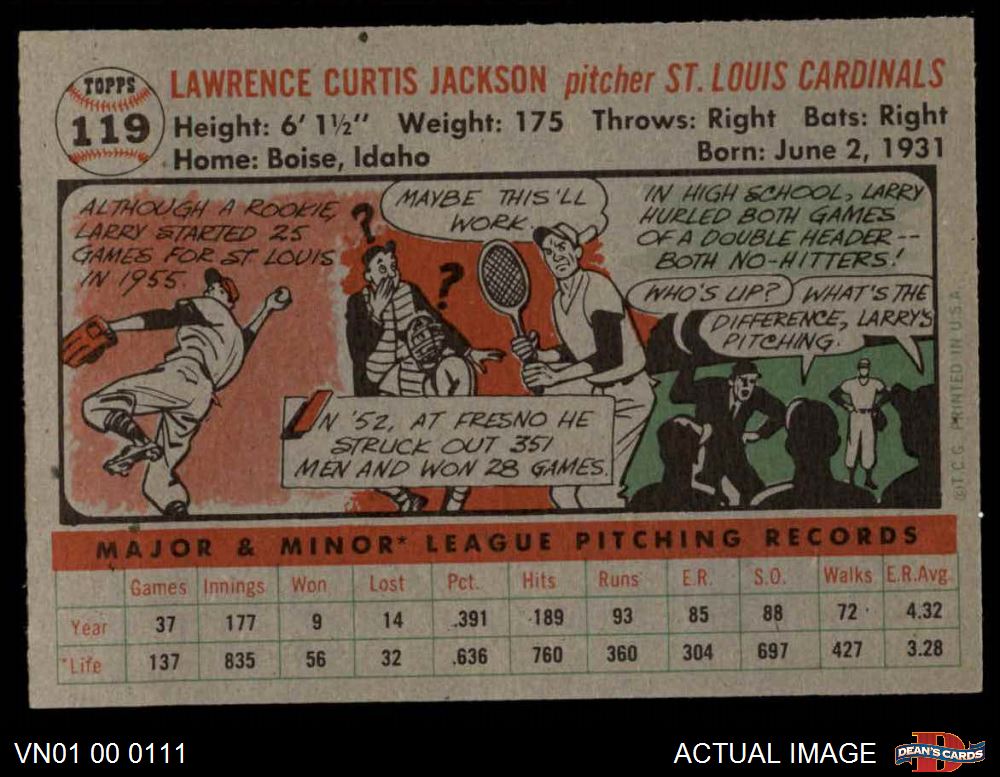 TOPPS
119
LAWRENCE CURTIS JACKSON pitcher ST. LOUIS CARDINALS
Height: 6' 1½" Weight: 175 Throws: Right Bats: Right
Home: Boise, Idaho Born: June 2, 1931
ALTHOUGH A ROOKIE,
LARRY STARTED 25
GAMES FOR ST. LOUIS
IN 1955.
?
?
MAYBE THIS'LL
WORK.
IN '52, AT FRESNO HE
STRUCK OUT 351
MEN AND WON 28 GAMES.
IN HIGH SCHOOL, LARRY
HURLED BOTH GAMES
OF A DOUBLE HEADER--
BOTH NO-HITTERS!
WHO'S UP?
WHAT'S THE
DIFFERENCE, LARRY'S
PITCHING.
©T.C.G. PRINTED IN U.S.A.
MAJOR & MINOR* LEAGUE PITCHING RECORDS
Games Innings Won Lost Pct. Hits Runs E.R. S.O. Walks E.R.Avg.
Year 37 177 9 14 .391 189 93 85 88 72 4.32
*Life 137 835 56 32 .636 760 360 304 697 427 3.28
VN01 00 0111
ACTUAL IMAGE
D
DEAN'S CARDS